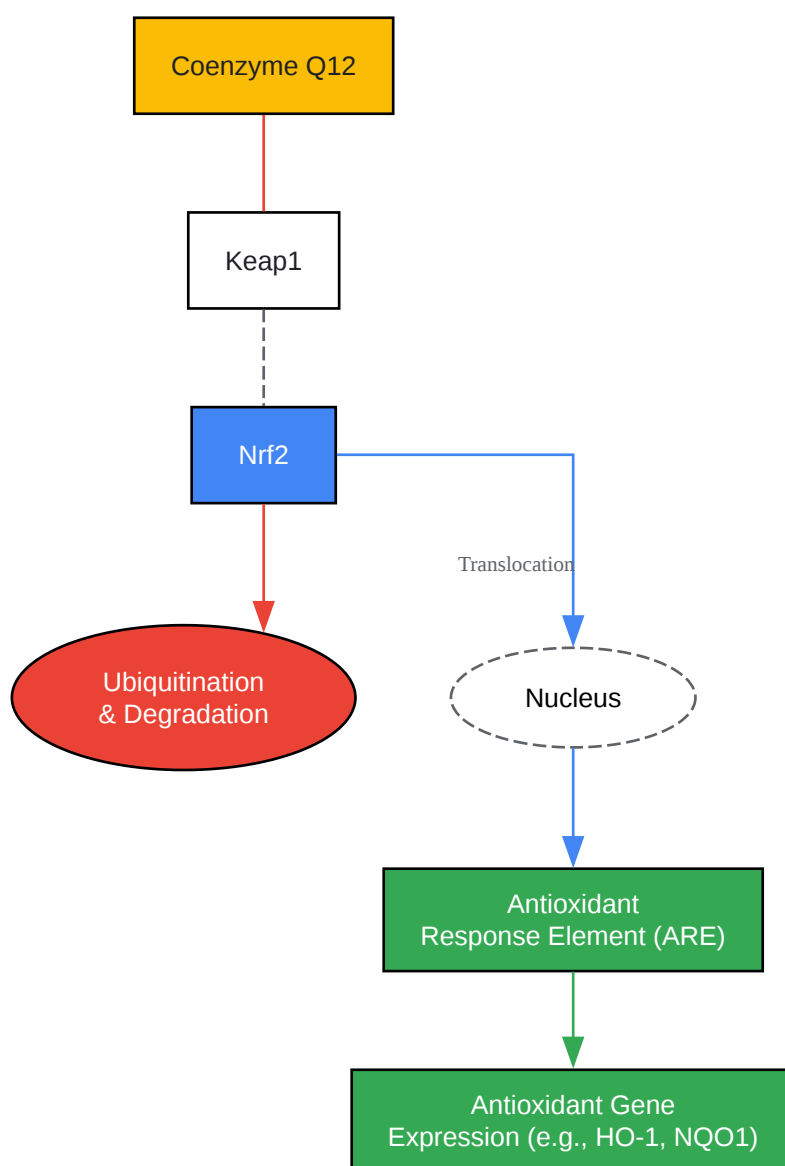 Coenzyme Q12
Keap1
Nrf2
Translocation
Ubiquitination
& Degradation
Nucleus
Antioxidant
Response Element (ARE)
Antioxidant Gene
Expression (e.g., HO-1, NQO1)